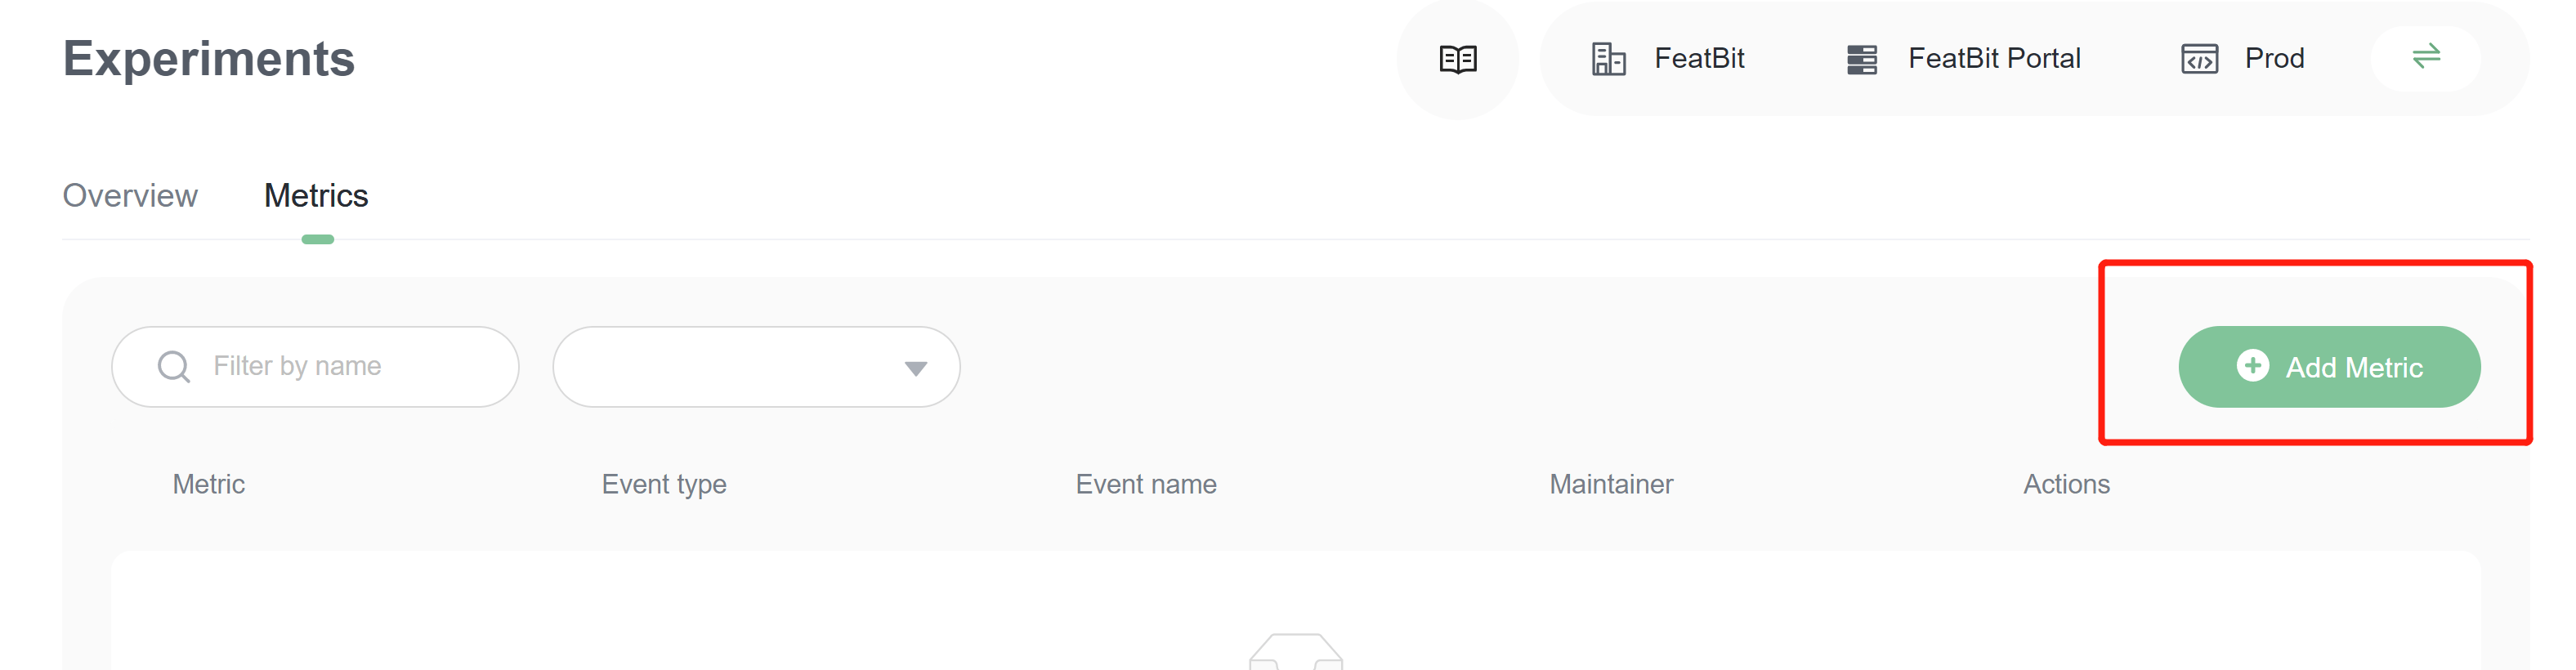 Experiments
FeatBit
FeatBit Portal
Prod
Overview
Metrics
Filter by name
Add Metric
Metric
Event type
Event name
Maintainer
Actions